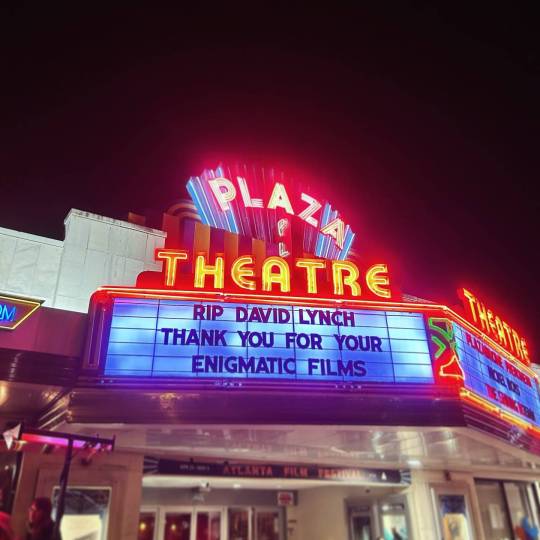 PLAZA
THEATRE
RIP DAVID LYNCH
THANK YOU FOR YOUR
ENIGMATIC FILMS
THEATRE
ATLANTA FILM FESTIVAL